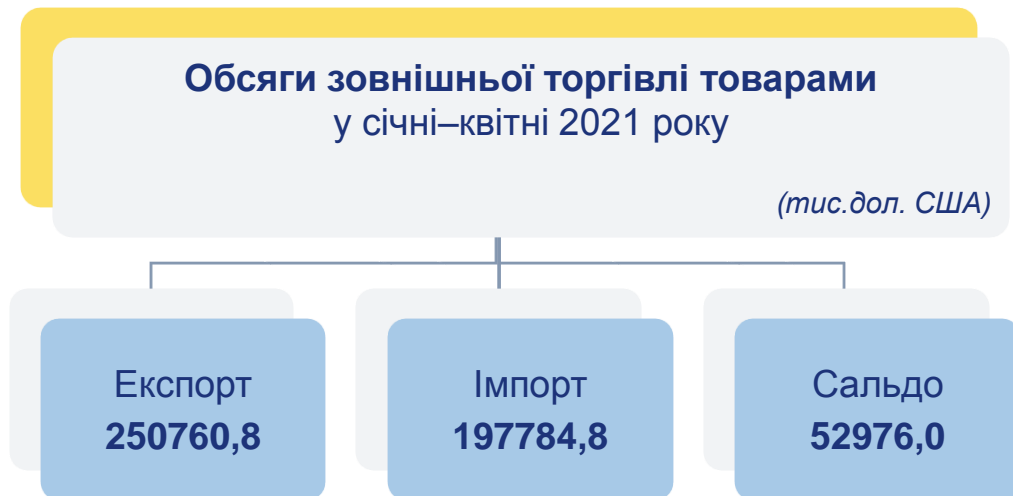 Обсяги зовнішньої торгівлі товарами
у січні–квітні 2021 року
(тис.дол. США)
Експорт
250760,8
Імпорт
197784,8
Сальдо
52976,0